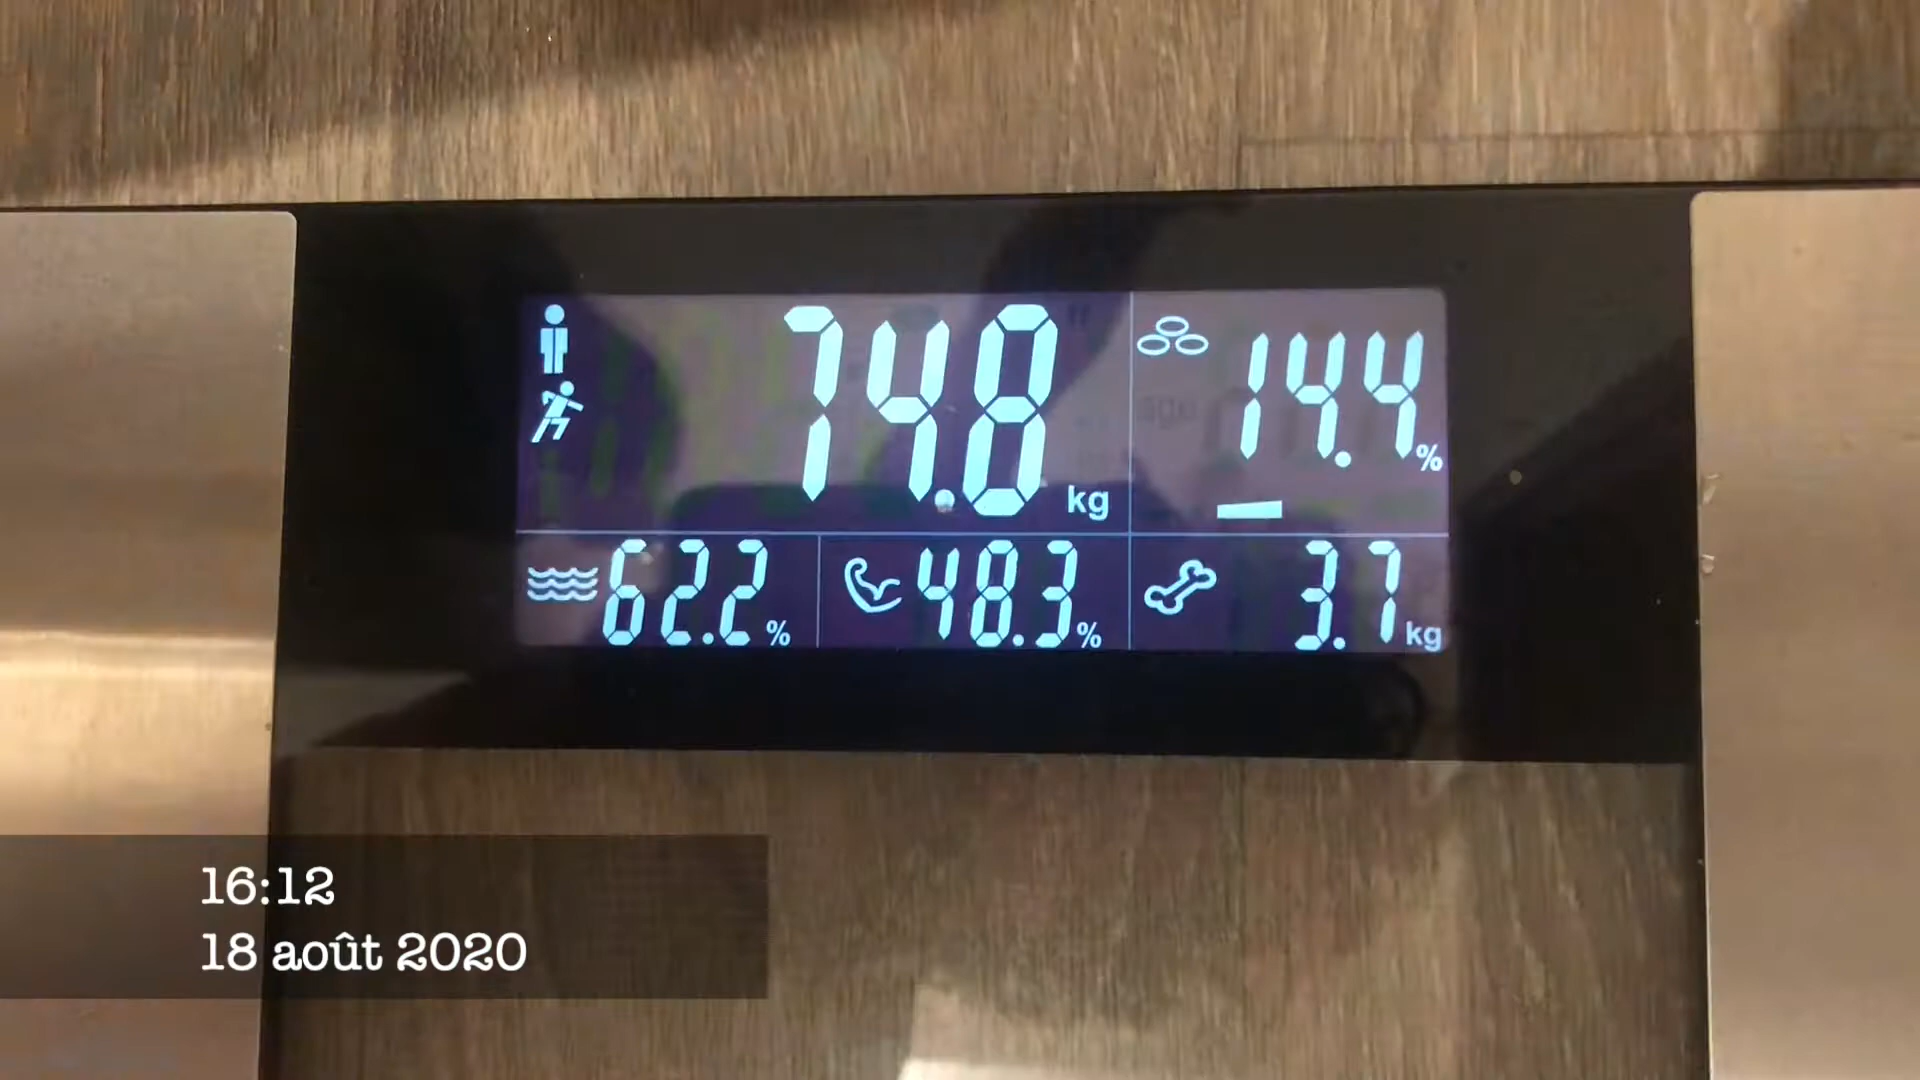 74.8 kg
14.4 %
62.2 %
48.3 %
3.7 kg
16:12
18 août 2020